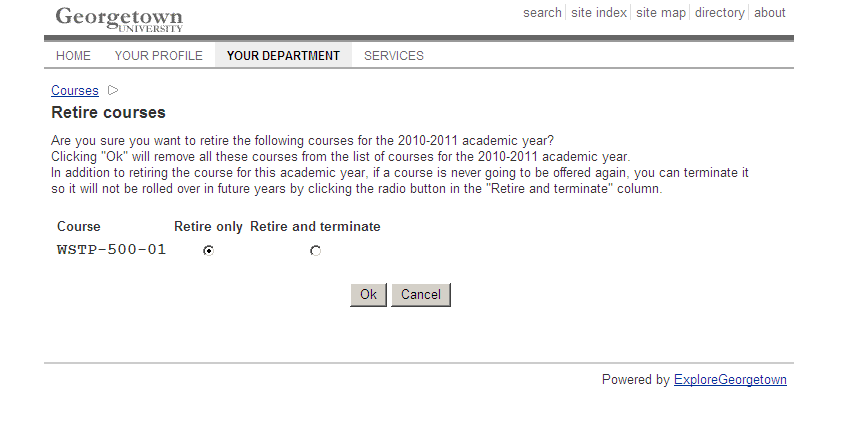 Georgetown
UNIVERSITY
search site index site map directory about
HOME YOUR PROFILE YOUR DEPARTMENT SERVICES
Courses
Retire courses
Are you sure you want to retire the following courses for the 2010-2011 academic year?
Clicking "Ok" will remove all these courses from the list of courses for the 2010-2011 academic year.
In addition to retiring the course for this academic year, if a course is never going to be offered again, you can terminate it
so it will not be rolled over in future years by clicking the radio button in the "Retire and terminate" column.
Course Retire only Retire and terminate
WSTP-500-01
Ok Cancel
Powered by ExploreGeorgetown